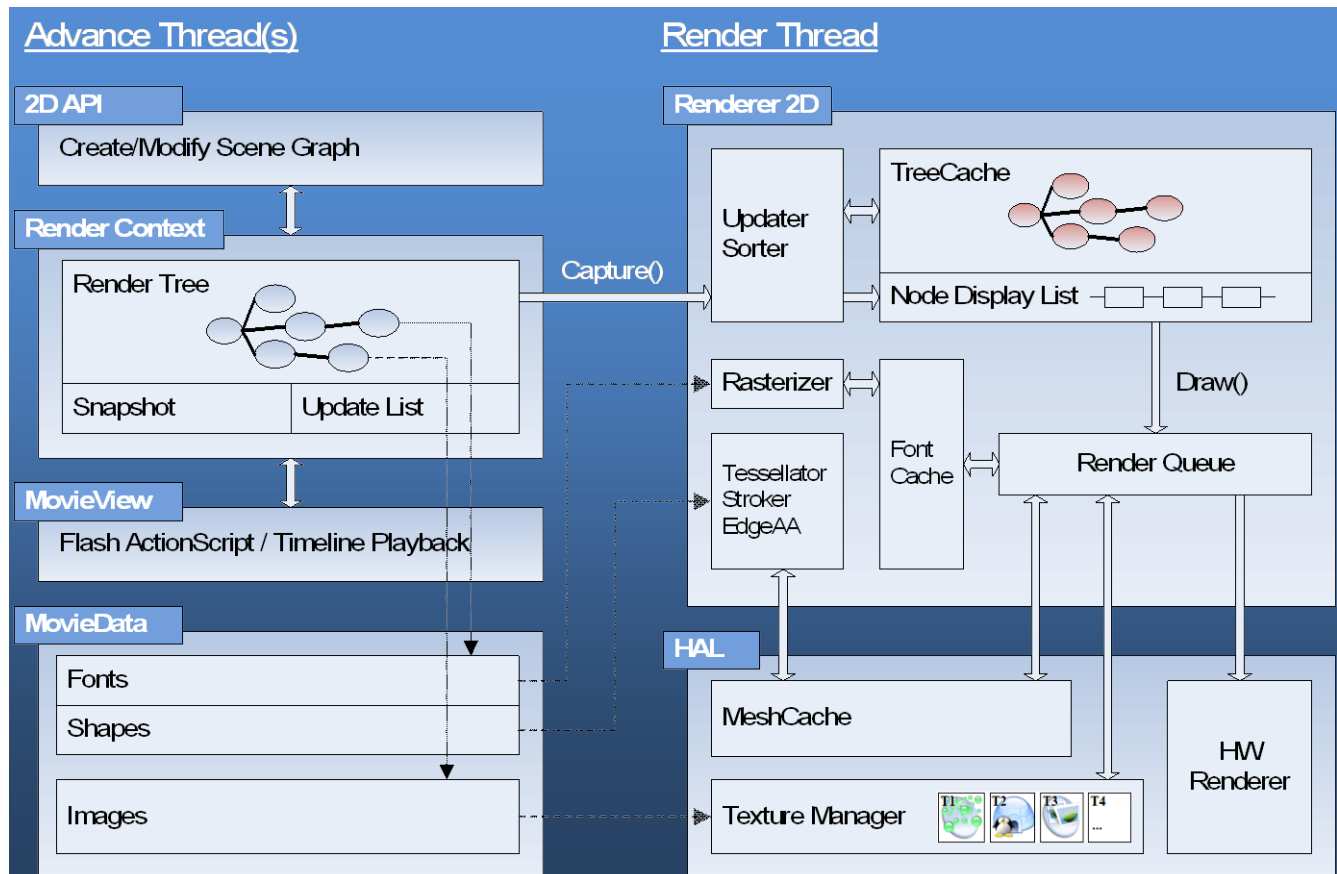 Advance Thread(s)
Render Thread
2D API
Create/Modify Scene Graph
Render Context
Render Tree
Snapshot
Update List
MovieView
Flash ActionScript / Timeline Playback
MovieData
Fonts
Shapes
Images
Capture()
Renderer 2D
Updater
Sorter
TreeCache
Node Display List
Rasterizer
Draw()
Tessellator
Stroker
EdgeAA
Font
Cache
Render Queue
HAL
MeshCache
Texture Manager
T1
T2
T3
T4
...
HW
Renderer